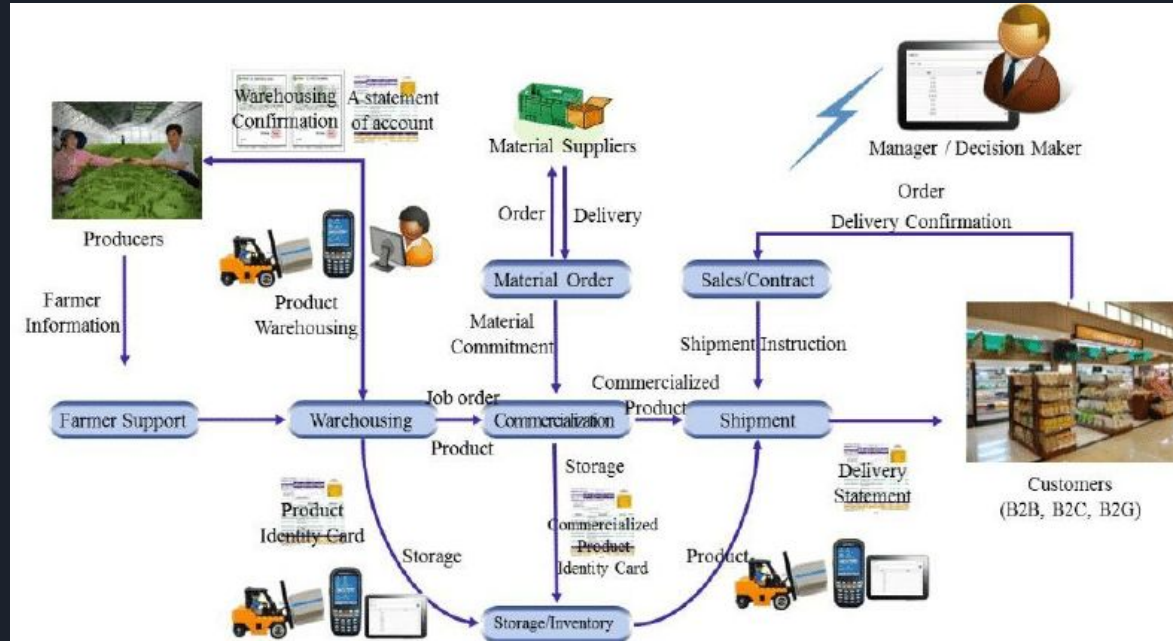 Warehousing
Confirmation
A statement
of account
Material Suppliers
Manager / Decision Maker
Order
Delivery Confirmation
Producers
Order
Delivery
Material Order
Sales/Contract
Farmer
Information
Product
Warehousing
Material
Commitment
Shipment Instruction
Commercialized
Product
Job order
Farmer Support
Warehousing
Commercialization
Shipment
Product
Storage
Delivery
Statement
Customers
(B2B, B2C, B2G)
Product
Identity Card
Commercialized
Product
Identity Card
Storage
Product
Storage/Inventory